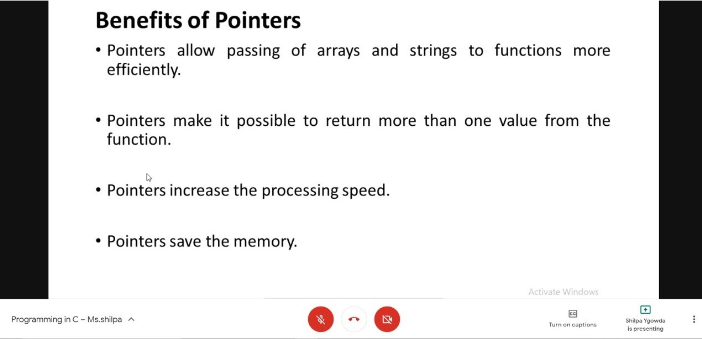 Benefits of Pointers
• Pointers allow passing of arrays and strings to functions more
efficiently.
• Pointers make it possible to return more than one value from the
function.
• Pointers increase the processing speed.
• Pointers save the memory.
Activate Windows
Programming in C – Ms.shilpa
Turn on captions
Shilpa Ygowda
is presenting